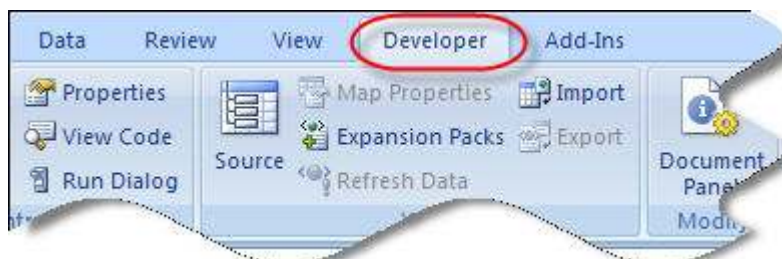 Data Review View Developer Add-Ins
Properties
View Code
Run Dialog
Source
Map Properties
Expansion Packs
Refresh Data
Import
Export
Document
Panel